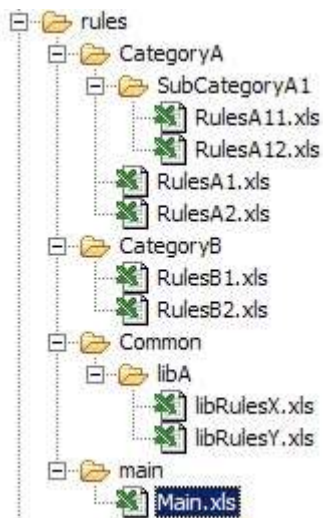 rules
CategoryA
SubCategoryA1
RulesA11.xls
RulesA12.xls
RulesA1.xls
RulesA2.xls
CategoryB
RulesB1.xls
RulesB2.xls
Common
libA
libRulesX.xls
libRulesY.xls
main
Main.xls